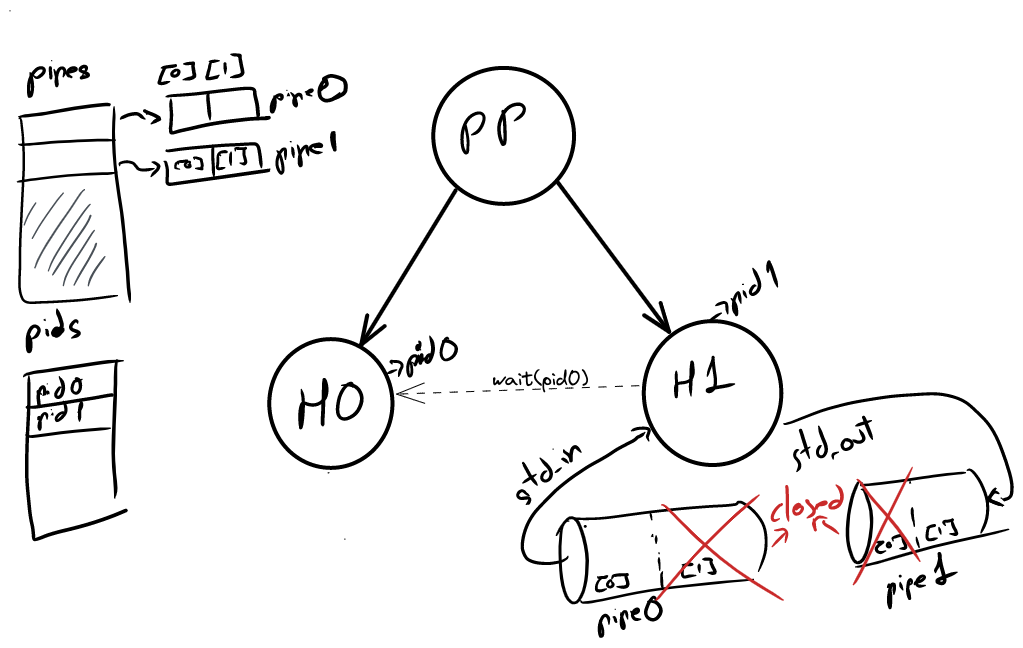 pipes
[0] [1]
pipe0
[0] [1]
pipe1
pids
pid0
pid1
PP
H0
pid0
wait(pid0)
H1
pid1
std_in
std_out
closed
[0]
[1]
pipe0
[0]
[1]
pipe1